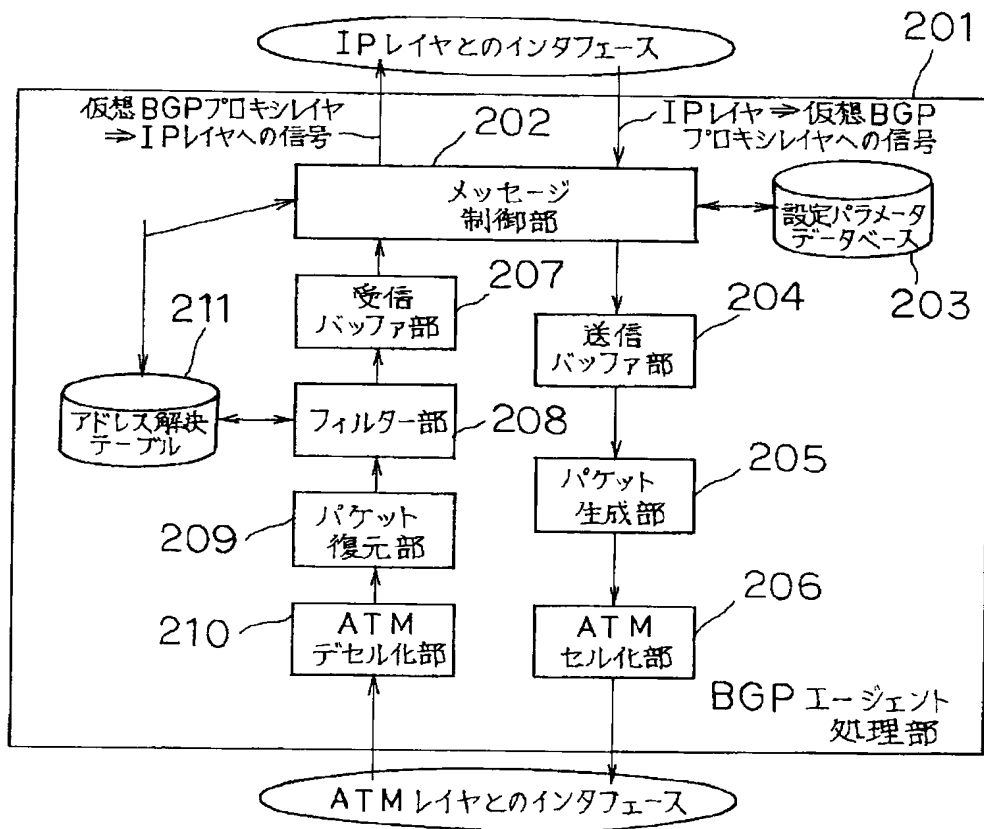 201
IPレイヤとのインタフェース
仮想BGPプロキシレイヤ
⇒IPレイヤへの信号
202
IPレイヤ⇒仮想BGP
プロキシレイヤへの信号
メッセージ
制御部
設定パラメータ
データベース
203
207
受信
バッファ部
204
送信
バッファ部
211
アドレス解決
テーブル
フィルター部
208
205
パケット
生成部
209
パケット
復元部
206
210
ATM
デセル化部
ATM
セル化部
BGPエージェント
処理部
ATMレイヤとのインタフェース